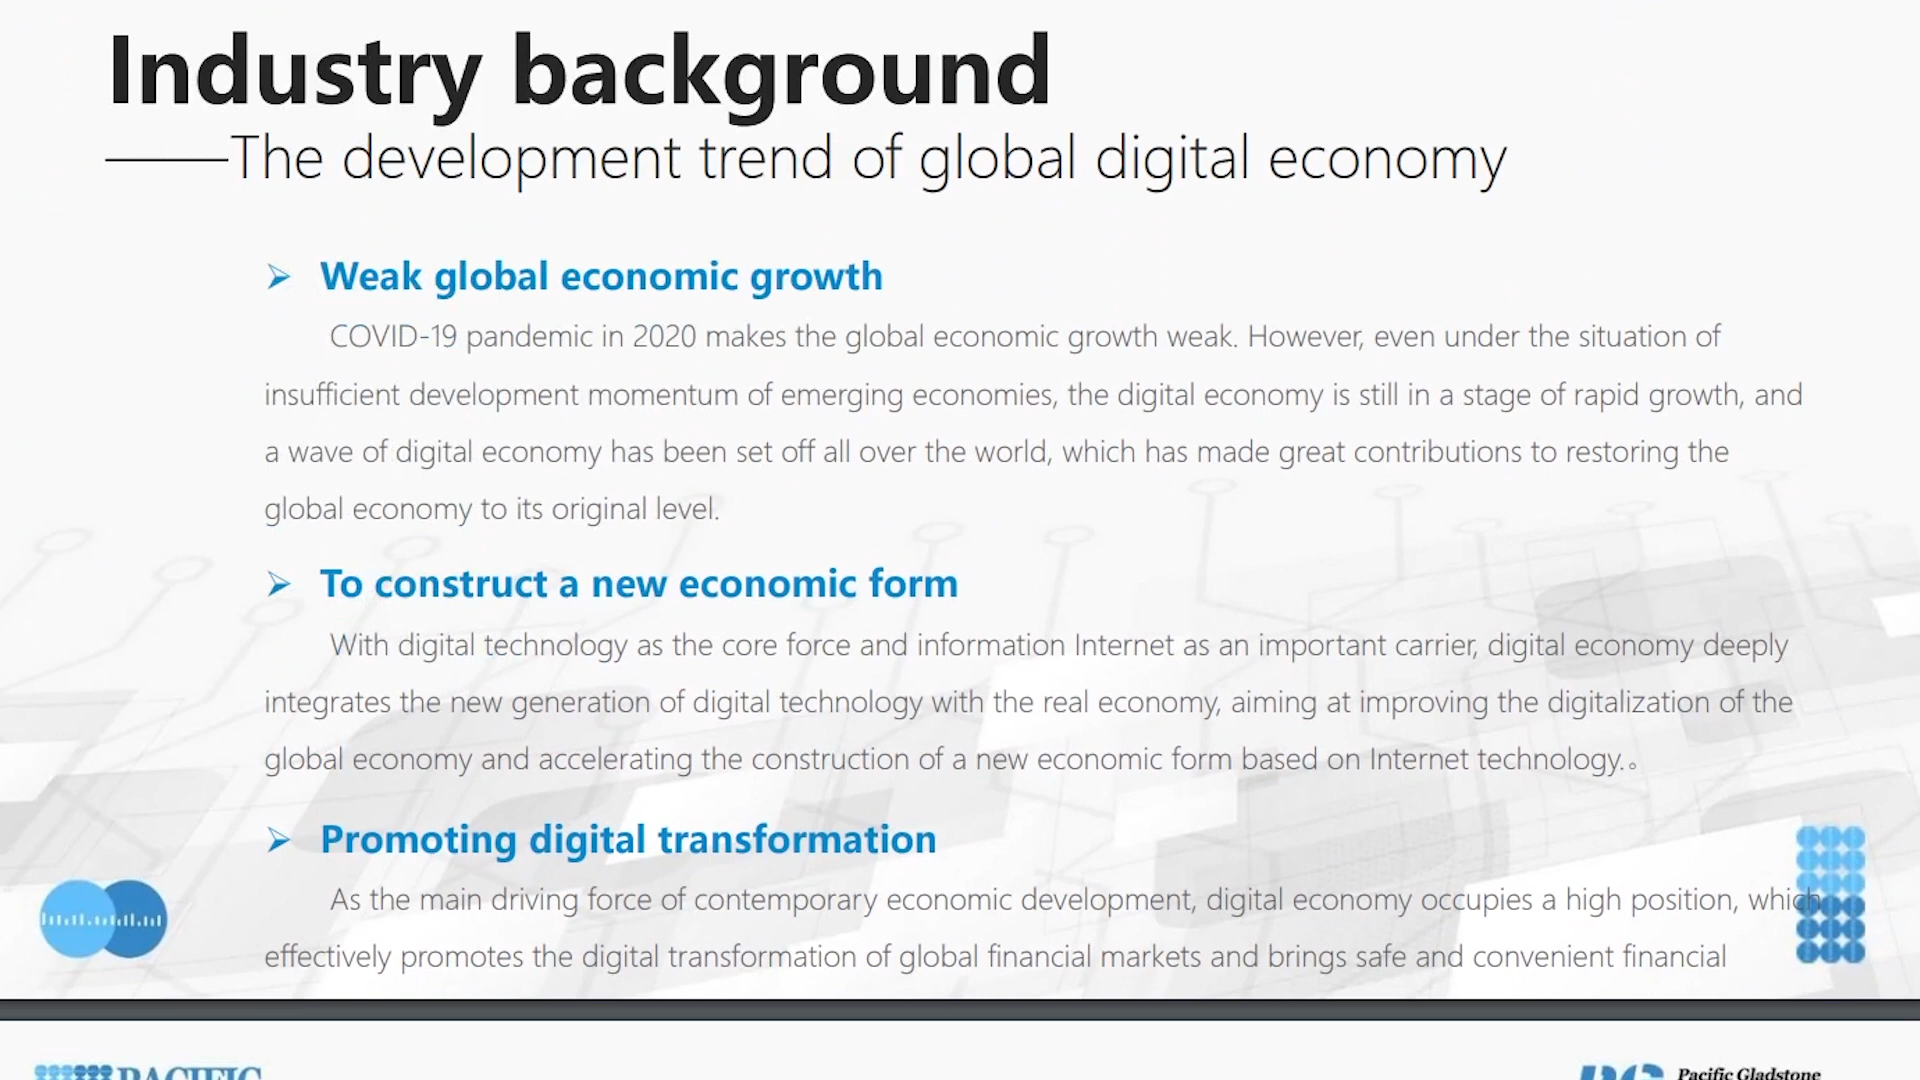 Industry background
——The development trend of global digital economy
➢ Weak global economic growth
COVID-19 pandemic in 2020 makes the global economic growth weak. However, even under the situation of
insufficient development momentum of emerging economies, the digital economy is still in a stage of rapid growth, and
a wave of digital economy has been set off all over the world, which has made great contributions to restoring the
global economy to its original level.
➢ To construct a new economic form
With digital technology as the core force and information Internet as an important carrier, digital economy deeply
integrates the new generation of digital technology with the real economy, aiming at improving the digitalization of the
global economy and accelerating the construction of a new economic form based on Internet technology.。
➢ Promoting digital transformation
As the main driving force of contemporary economic development, digital economy occupies a high position, which
effectively promotes the digital transformation of global financial markets and brings safe and convenient financial
PACIFIC
PG Pacific Gladstone